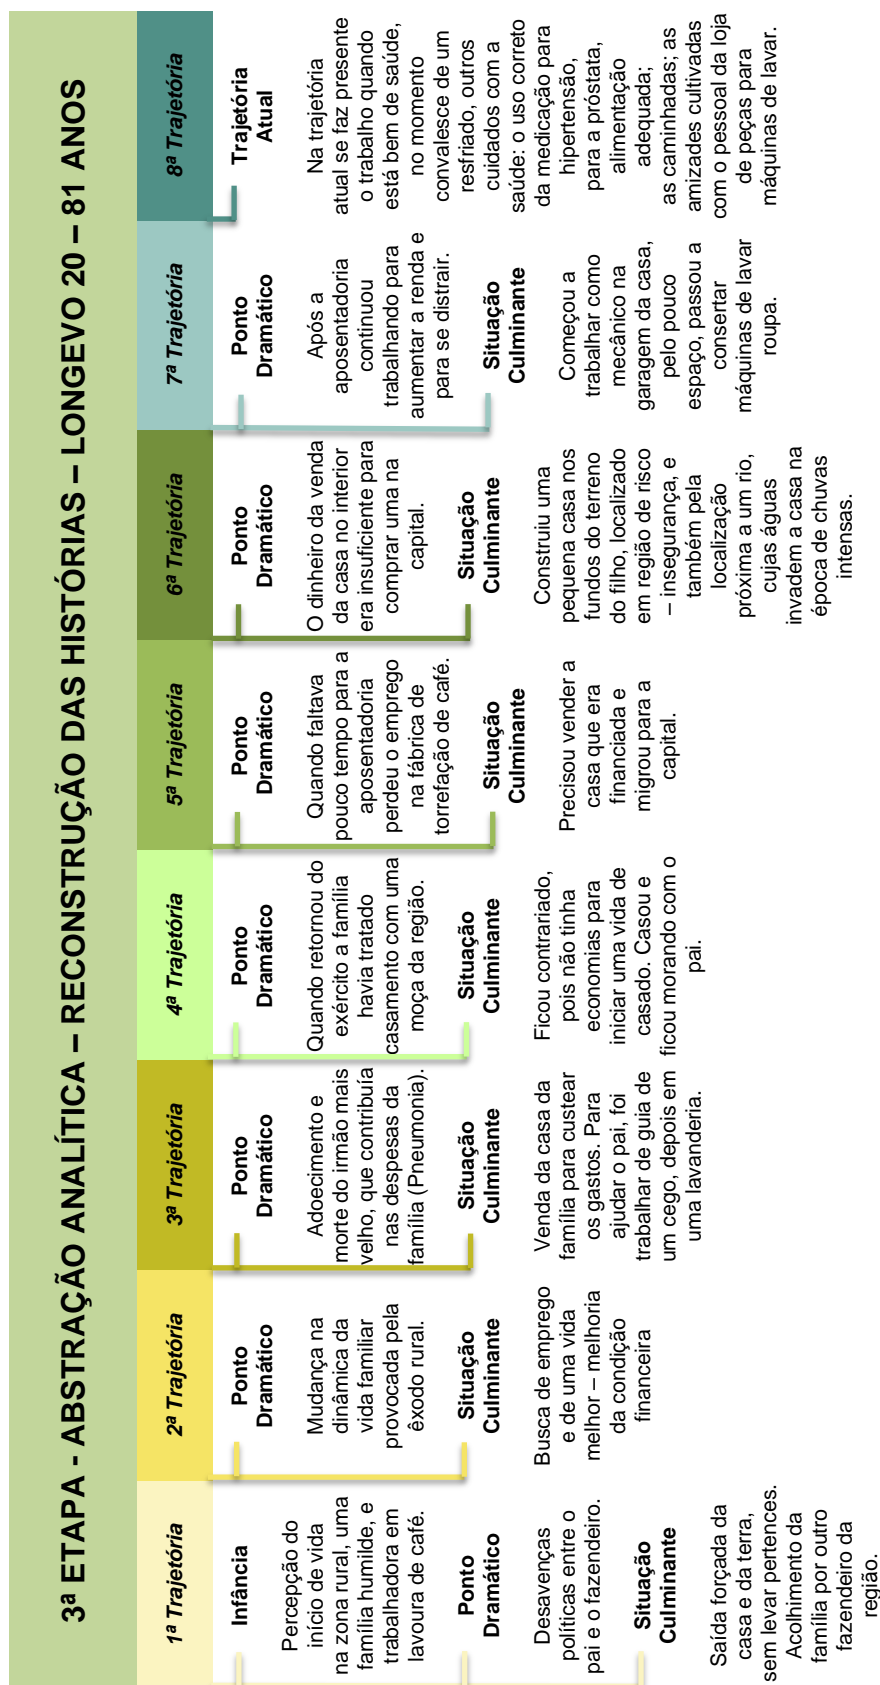 3ª ETAPA - ABSTRAÇÃO ANALÍTICA – RECONSTRUÇÃO DAS HISTÓRIAS – LONGEVO 20 – 81 ANOS
1ª Trajetória
Infância
Percepção do
início de vida
na zona rural, uma
família humilde, e
trabalhadora em
lavoura de café.
Ponto
Dramático
Desavenças
políticas entre o
pai e o fazendeiro.
Situação
Culminante
Saída forçada da
casa e da terra,
sem levar pertences.
Acolhimento da
família por outro
fazendeiro da
região.
2ª Trajetória
Ponto
Dramático
Mudança na
dinâmica da
vida familiar
provocada pela
êxodo rural.
Situação
Culminante
Busca de emprego
e de uma vida
melhor – melhoria
da condição
financeira
3ª Trajetória
Ponto
Dramático
Adoecimento e
morte do irmão mais
velho, que contribuía
nas despesas da
família (Pneumonia).
Situação
Culminante
Venda da casa da
família para custear
os gastos. Para
ajudar o pai, foi
trabalhar de guia de
um cego, depois em
uma lavanderia.
4ª Trajetória
Ponto
Dramático
Quando retornou do
exército a família
havia tratado
casamento com uma
moça da região.
Situação
Culminante
Ficou contrariado,
pois não tinha
economias para
iniciar uma vida de
casado. Casou e
ficou morando com o
pai.
5ª Trajetória
Ponto
Dramático
Quando faltava
pouco tempo para a
aposentadoria
perdeu o emprego
na fábrica de
torrefação de café.
Situação
Culminante
Precisou vender a
casa que era
financiada e
migrou para a
capital.
6ª Trajetória
Ponto
Dramático
O dinheiro da venda
da casa no interior
era insuficiente para
comprar uma na
capital.
Situação
Culminante
Construiu uma
pequena casa nos
fundos do terreno
do filho, localizado
em região de risco
– insegurança, e
também pela
localização
próxima a um rio,
cujas águas
invadem a casa na
época de chuvas
intensas.
7ª Trajetória
Ponto
Dramático
Após a
aposentadoria
continuou
trabalhando para
aumentar a renda e
para se distrair.
Situação
Culminante
Começou a
trabalhar como
mecânico na
garagem da casa,
pelo pouco
espaço, passou a
consertar
máquinas de lavar
roupa.
8ª Trajetória
Trajetória
Atual
Na trajetória
atual se faz presente
o trabalho quando
está bem de saúde,
no momento
convalesce de um
resfriado, outros
cuidados com a
saúde: o uso correto
da medicação para
hipertensão,
para a próstata,
alimentação
adequada;
as caminhadas; as
amizades cultivadas
com o pessoal da loja
de peças para
máquinas de lavar.